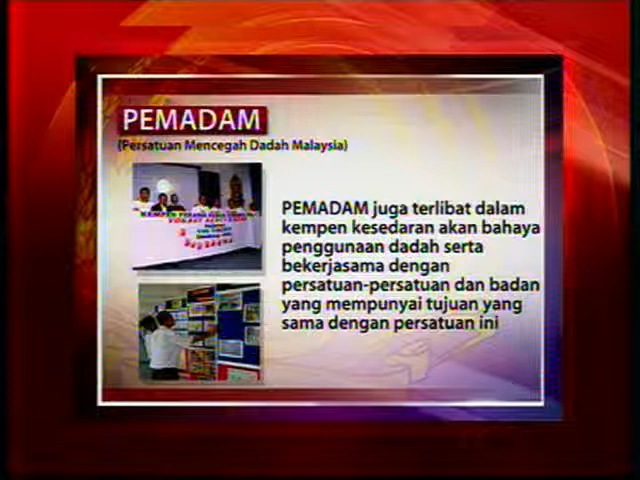 PEMADAM
(Persatuan Mencegah Dadah Malaysia)
PEMADAM juga terlibat dalam
kempen kesedaran akan bahaya
penggunaan dadah serta
bekerjasama dengan
persatuan-persatuan dan badan
yang mempunyai tujuan yang
sama dengan persatuan ini